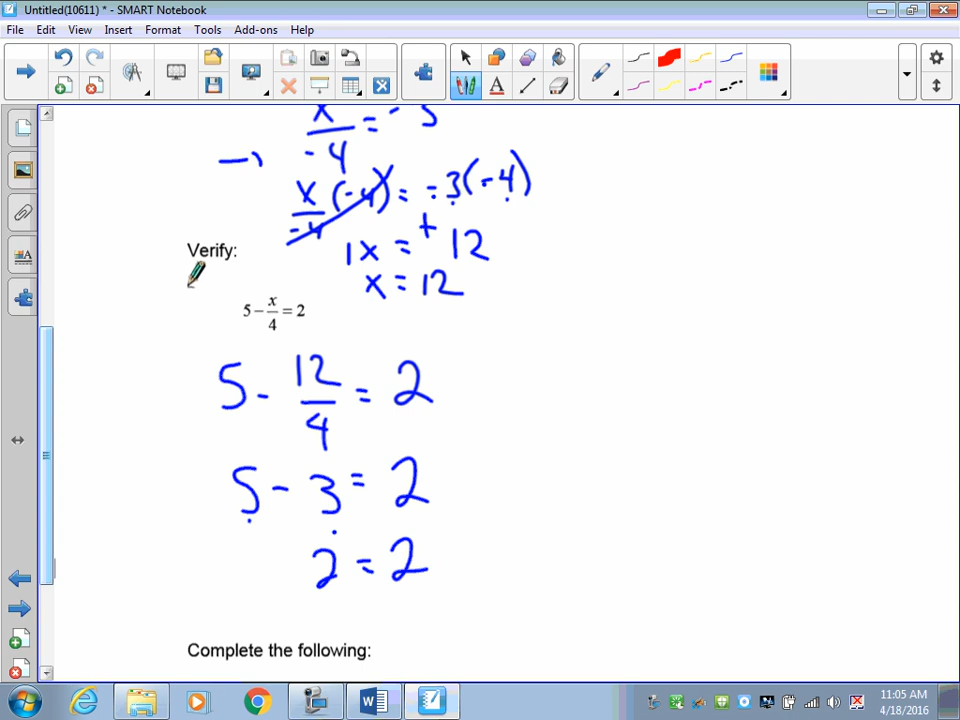 Untitled(10611) * - SMART Notebook
File Edit View Insert Format Tools Add-ons Help
x/-4 = -3
→
x/-4 (-4) = -3(-4)
1x = + 12
x = 12
Verify:
5 - x/4 = 2
5 - 12/4 = 2
5 - 3 = 2
2 = 2
Complete the following:
11:05 AM
4/18/2016